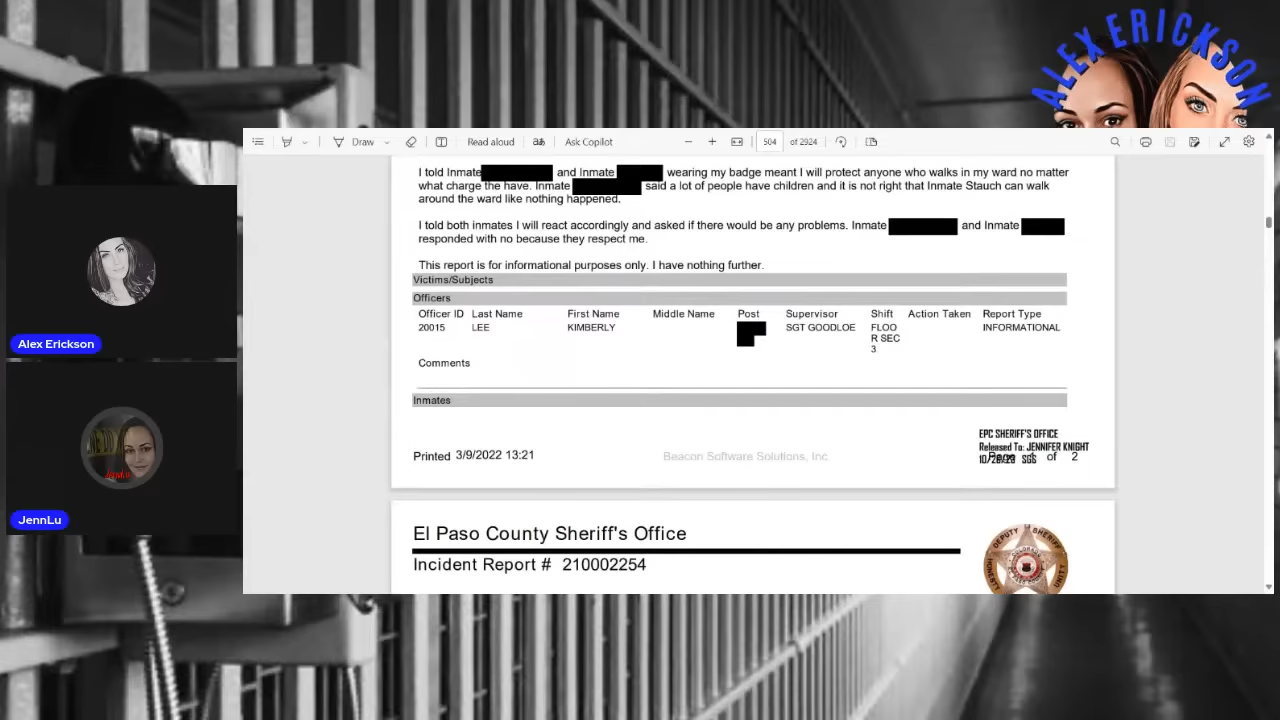 ALEX ERICKSON
Draw
Read aloud
Ask Copilot
504 of 2924
I told Inmate and Inmate wearing my badge meant I will protect anyone who walks in my ward no matter
what charge the have. Inmate said a lot of people have children and it is not right that Inmate Stauch can walk
around the ward like nothing happened.
I told both inmates I will react accordingly and asked if there would be any problems. Inmate and Inmate
responded with no because they respect me.
This report is for informational purposes only. I have nothing further.
Victims/Subjects
Officers
Officer ID Last Name First Name Middle Name Post Supervisor Shift Action Taken Report Type
20015 LEE KIMBERLY SGT GOODLOE FLOO INFORMATIONAL
R SEC
3
Comments
Inmates
EPC SHERIFF'S OFFICE
Released To: JENNIFER KNIGHT
Printed 3/9/2022 13:21 Beacon Software Solutions, Inc. SGS of 2
El Paso County Sheriff's Office
Incident Report # 210002254
DEPUTY SHERIFF
HONESTY
UNITY
Alex Erickson
JennLu